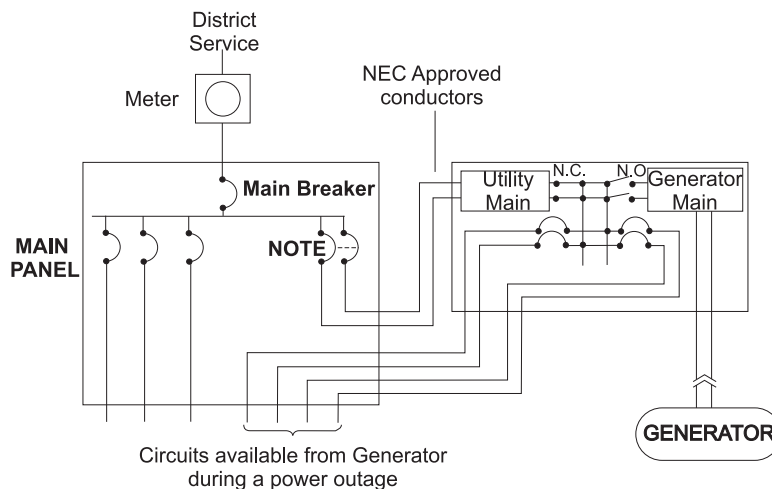 District
Service
Meter
NEC Approved
conductors
Main Breaker
N.C.
N.O
Utility
Main
Generator
Main
MAIN
PANEL
NOTE
GENERATOR
Circuits available from Generator
during a power outage